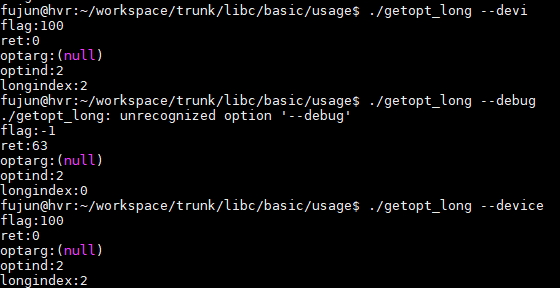 fujun@hvr:~/workspace/trunk/libc/basic/usage$ ./getopt_long --devi
flag:100
ret:0
optarg:(null)
optind:2
longindex:2
fujun@hvr:~/workspace/trunk/libc/basic/usage$ ./getopt_long --debug
./getopt_long: unrecognized option '--debug'
flag:-1
ret:63
optarg:(null)
optind:2
longindex:0
fujun@hvr:~/workspace/trunk/libc/basic/usage$ ./getopt_long --device
flag:100
ret:0
optarg:(null)
optind:2
longindex:2